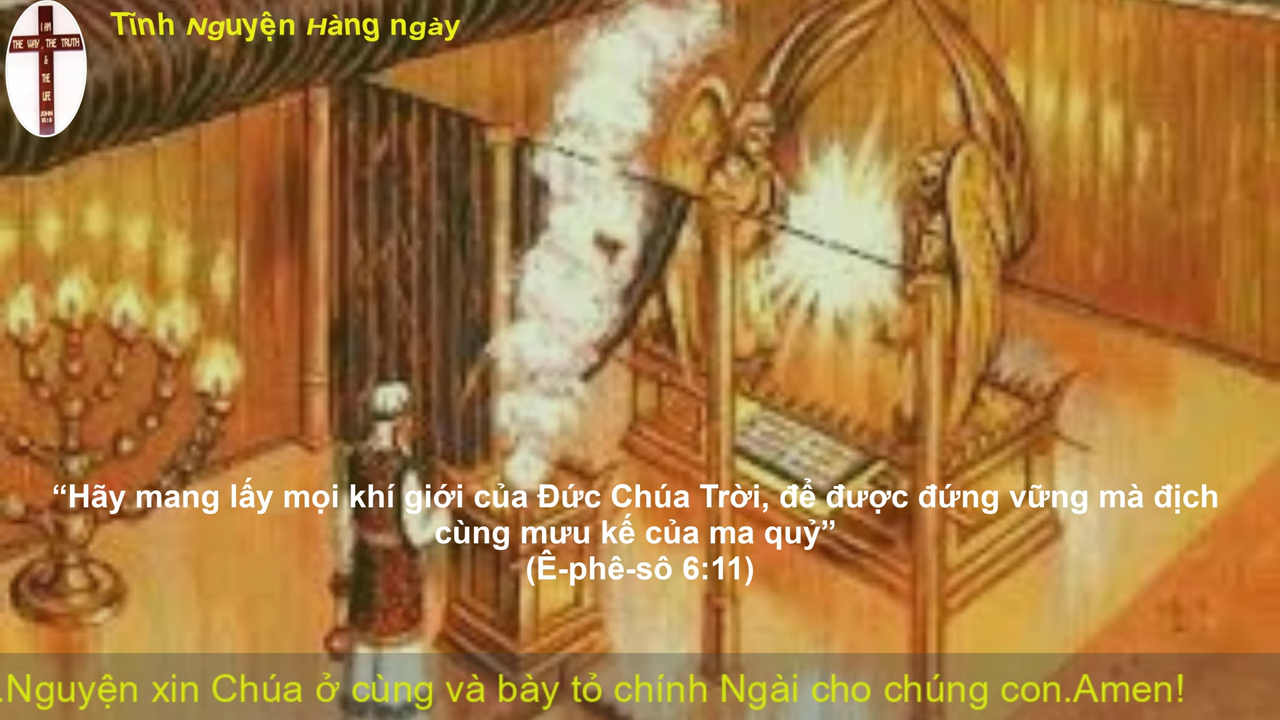 I AM
THE WAY, THE TRUTH
&
THE
LIFE
JOHN
Tĩnh Nguyện Hàng ngày
“Hãy mang lấy mọi khí giới của Đức Chúa Trời, để được đứng vững mà địch
cùng mưu kế của ma quỷ”
(Ê-phê-sô 6:11)
.Nguyện xin Chúa ở cùng và bày tỏ chính Ngài cho chúng con.Amen!